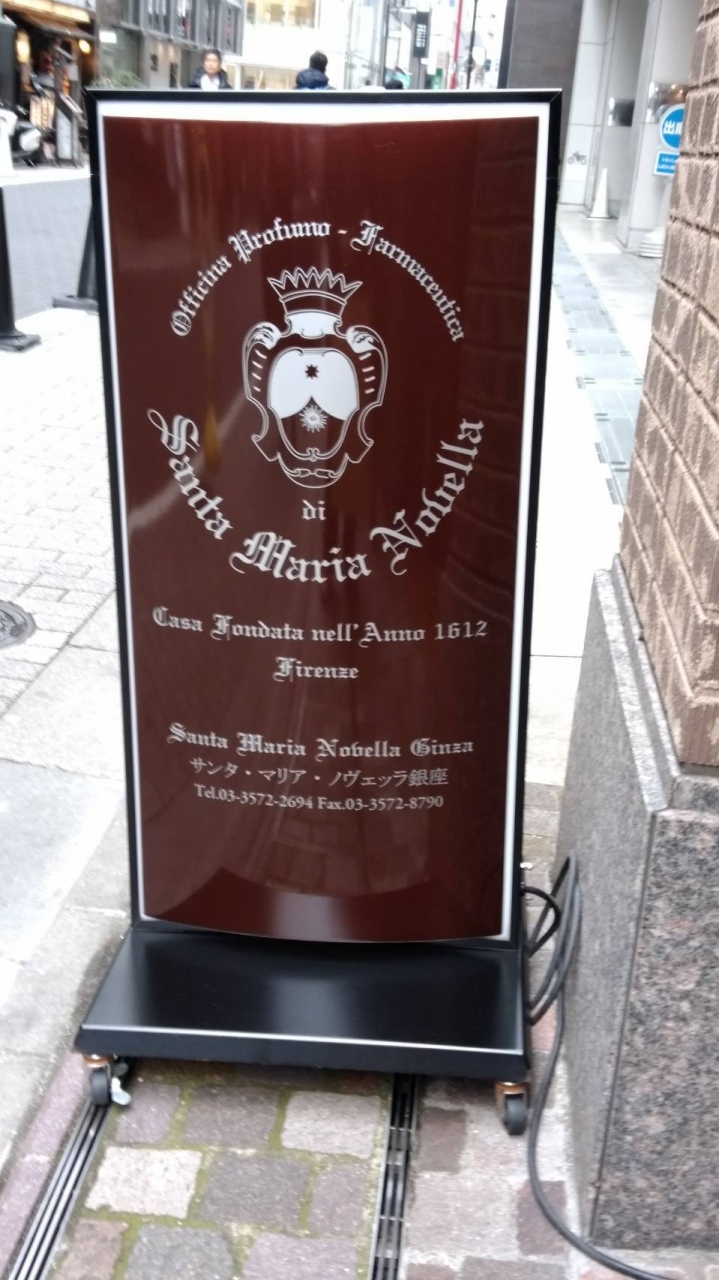 Officina Profumo - Farmaceutica
di
Santa Maria Novella
Casa Fondata nell'Anno 1612
Firenze
Santa Maria Novella Ginza
サンタ・マリア・ノヴェッラ銀座
Tel.03-3572-2694 Fax.03-3572-8790